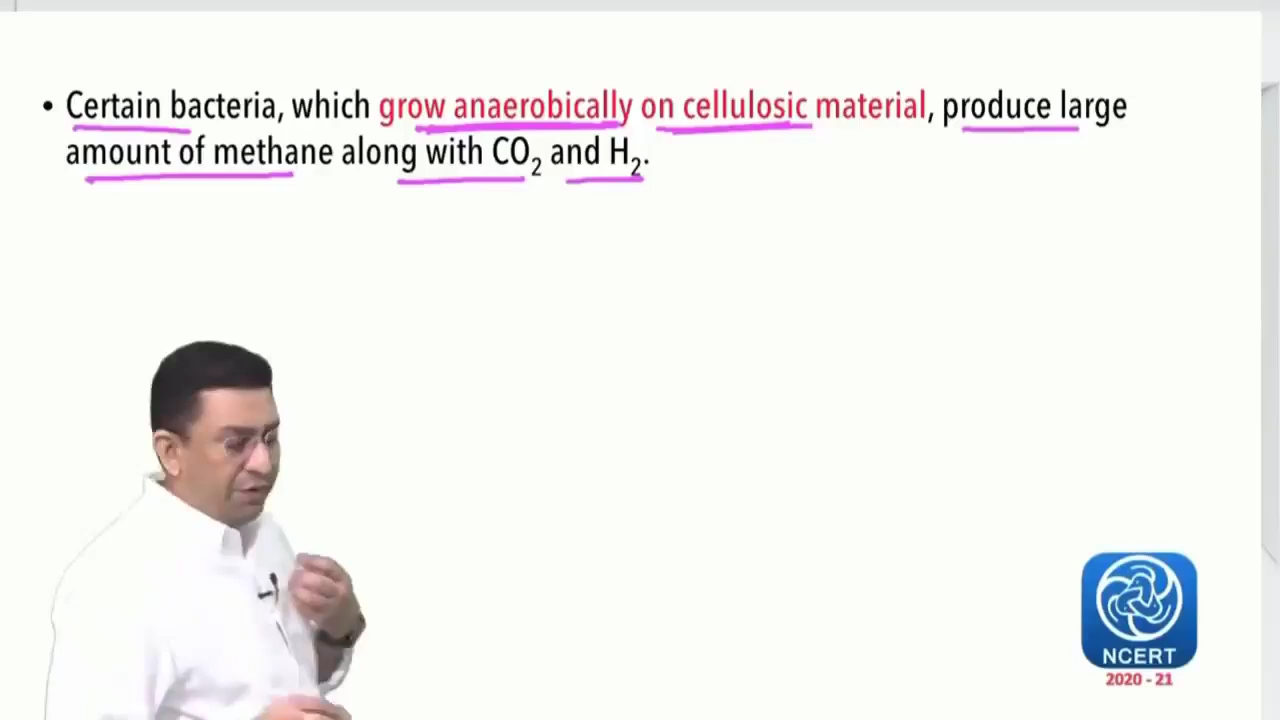 • Certain bacteria, which grow anaerobically on cellulosic material, produce large
amount of methane along with CO₂ and H₂.
NCERT
2020 - 21